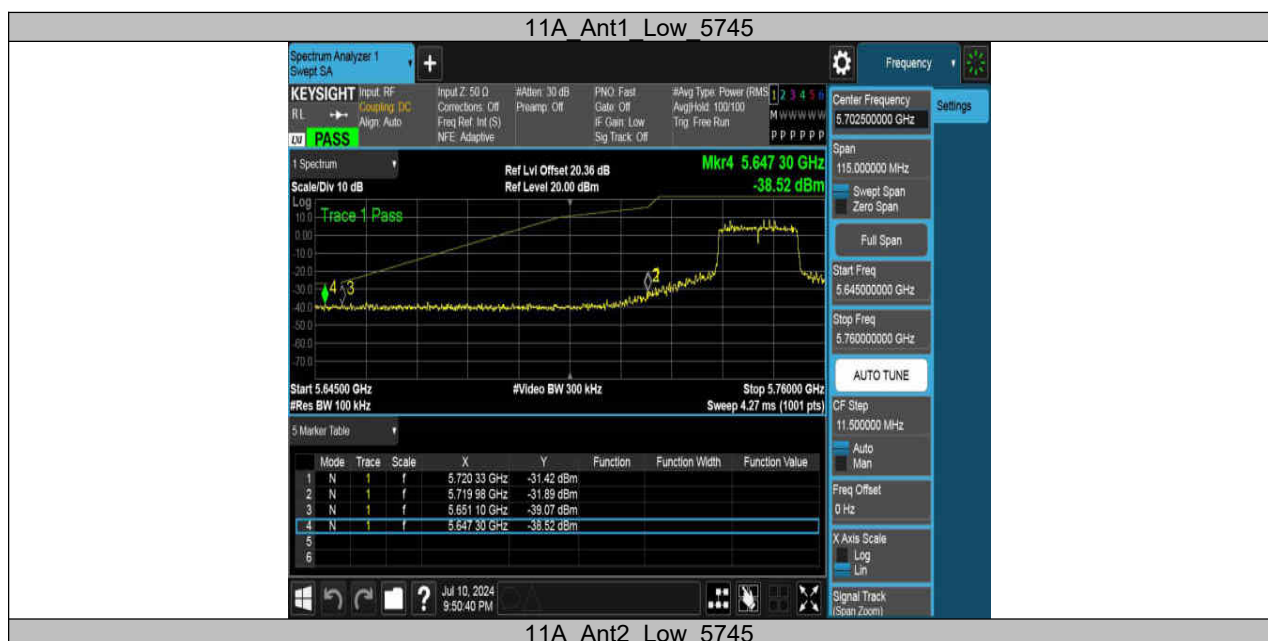 11A_Ant1_Low_5745
Spectrum Analyzer 1
Swept SA
+
Frequency
KEYSIGHT
RL
PASS
Input: RF
Coupling: DC
Align: Auto
Input Z: 50 Ω
Corrections: Off
Freq Ref: Int (S)
NFE: Adaptive
#Atten: 30 dB
Preamp: Off
PNO: Fast
Gate: Off
IF Gain: Low
Sig Track: Off
#Avg Type: Power (RMS
Avg|Hold: 100/100
Trig: Free Run
1 2 3 4 5 6
M W W W W W
P P P P P P
Center Frequency
5.702500000 GHz
Settings
Span
115.000000 MHz
Swept Span
Zero Span
Full Span
Start Freq
5.645000000 GHz
Stop Freq
5.760000000 GHz
AUTO TUNE
CF Step
11.500000 MHz
Auto
Man
Freq Offset
0 Hz
X Axis Scale
Log
Lin
Signal Track
(Span Zoom)
1 Spectrum
Scale/Div 10 dB
Ref Lvl Offset 20.36 dB
Ref Level 20.00 dBm
Mkr4 5.647 30 GHz
-38.52 dBm
Log
Trace 1 Pass
10.0
0.00
-10.0
-20.0
-30.0
-40.0
-50.0
-60.0
-70.0
4 3
2
Start 5.64500 GHz
#Video BW 300 kHz
Stop 5.76000 GHz
#Res BW 100 kHz
Sweep 4.27 ms (1001 pts)
5 Marker Table
Mode Trace Scale X Y Function Function Width Function Value
1 N 1 f 5.720 33 GHz -31.42 dBm
2 N 1 f 5.719 98 GHz -31.89 dBm
3 N 1 f 5.651 10 GHz -39.07 dBm
4 N 1 f 5.647 30 GHz -38.52 dBm
5
6
?
Jul 10, 2024
9:50:40 PM
11A_Ant2_Low_5745